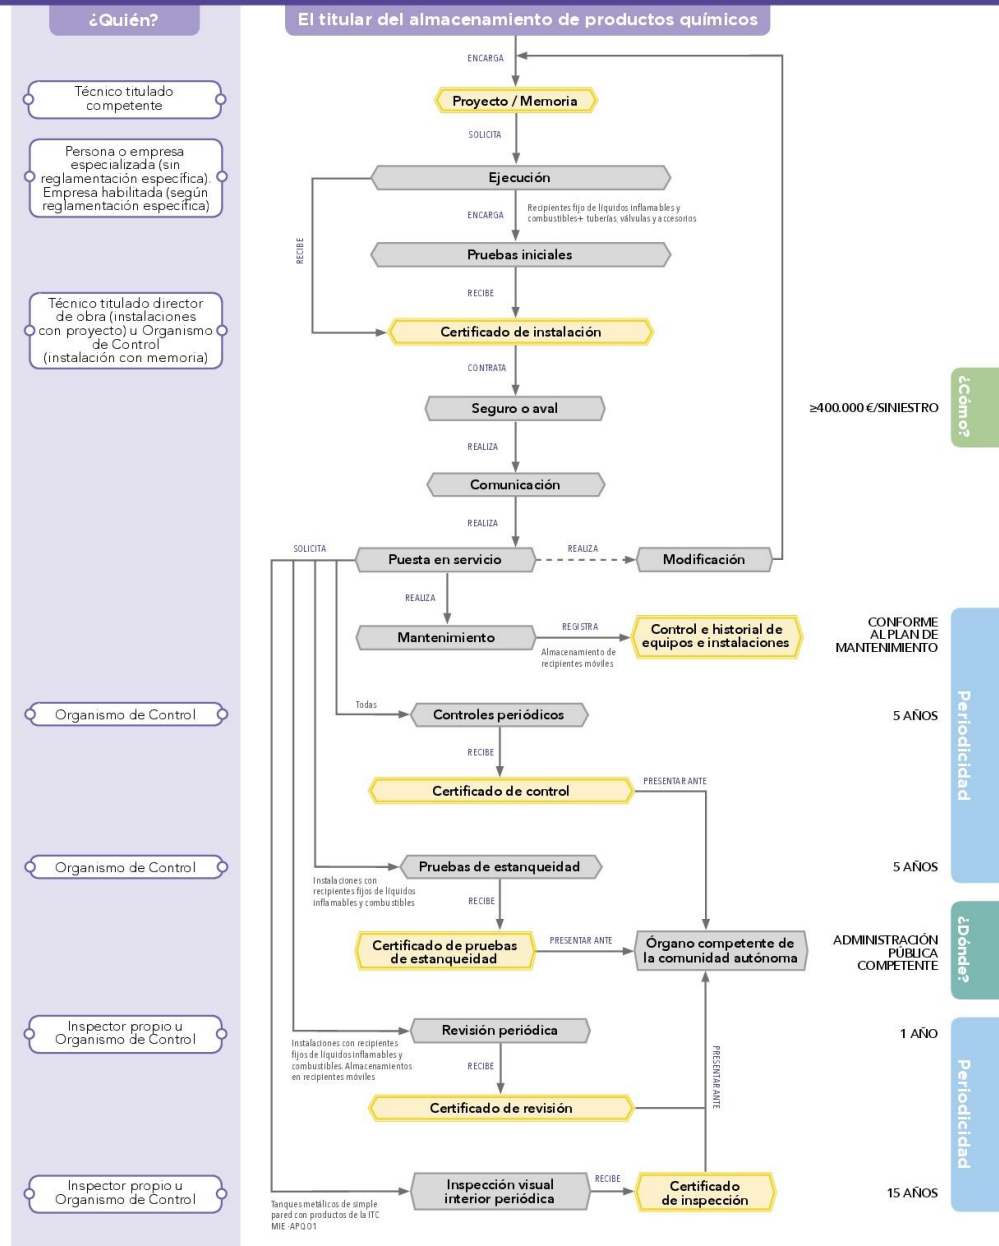 ¿Quién?
El titular del almacenamiento de productos químicos
ENCARGA
Técnico titulado
competente
Proyecto / Memoria
SOLICITA
Persona o empresa
especializada (sin
reglamentación específica).
Empresa habilitada (según
reglamentación específica)
Ejecución
ENCARGA
Recipientes fijo de líquidos inflamables y
combustibles+ tuberías, válvulas y accesorios
RECIBE
Pruebas iniciales
RECIBE
Técnico titulado director
de obra (instalaciones
con proyecto) u Organismo
de Control
(instalación con memoria)
Certificado de instalación
CONTRATA
Seguro o aval
≥400.000 €/SINIESTRO
¿Cómo?
REALIZA
Comunicación
REALIZA
SOLICITA
Puesta en servicio
REALIZA
Modificación
REALIZA
Mantenimiento
REGISTRA
Almacenamiento de
recipientes móviles
Control e historial de
equipos e instalaciones
CONFORME
AL PLAN DE
MANTENIMIENTO
Periodicidad
Organismo de Control
Todas
Controles periódicos
5 AÑOS
RECIBE
Certificado de control
PRESENTAR ANTE
Organismo de Control
Pruebas de estanqueidad
5 AÑOS
Instalaciones con
recipientes fijos de líquidos
inflamables y combustibles
RECIBE
Certificado de pruebas
de estanqueidad
PRESENTAR ANTE
Órgano competente de
la comunidad autónoma
ADMINISTRACIÓN
PÚBLICA
COMPETENTE
¿Dónde?
Inspector propio u
Organismo de Control
Revisión periódica
1 AÑO
Instalaciones con recipientes
fijos de líquidos inflamables y
combustibles. Almacenamientos
en recipientes móviles
RECIBE
PRESENTAR ANTE
Certificado de revisión
Periodicidad
Inspector propio u
Organismo de Control
Inspección visual
interior periódica
RECIBE
Certificado
de inspección
15 AÑOS
Tanques metálicos de simple
pared con productos de la ITC
MIE -APQ01